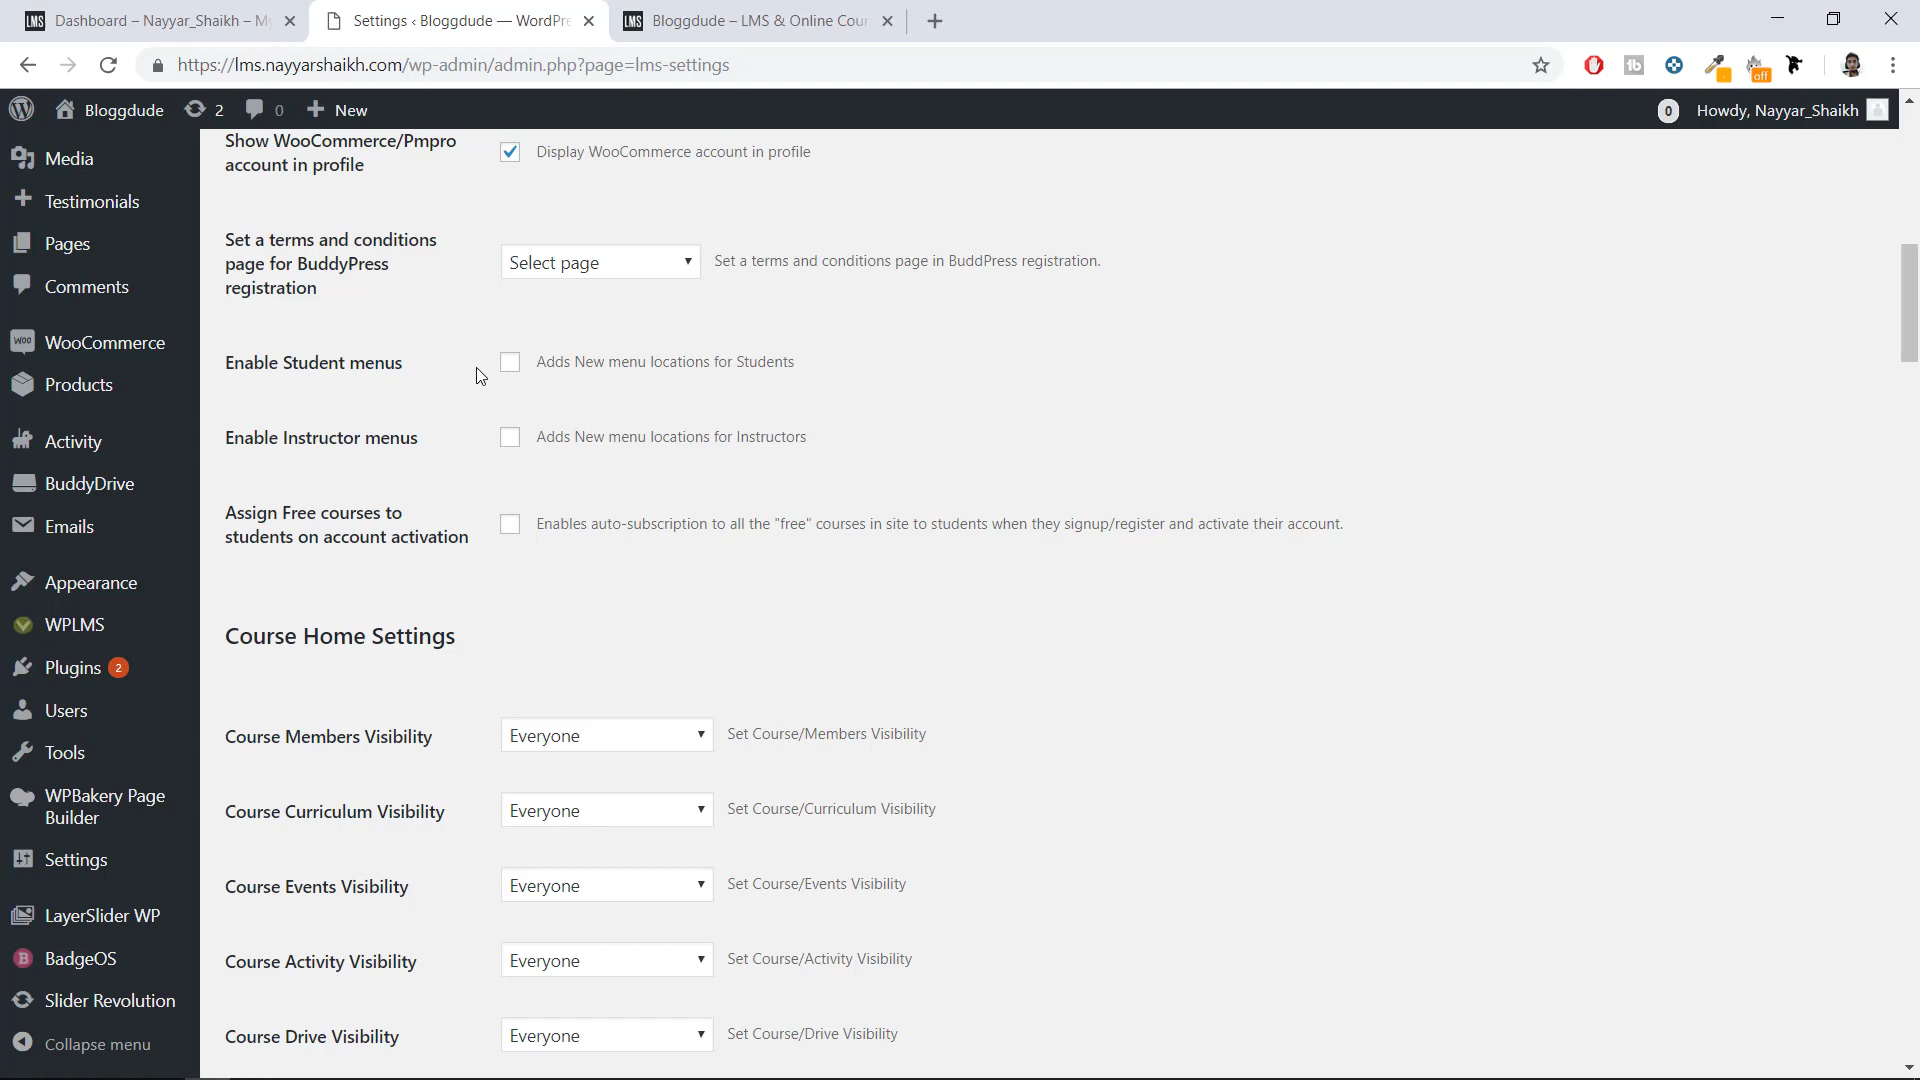 Dashboard – Nayyar_Shaikh – My
Settings ‹ Bloggdude — WordPre
Bloggdude – LMS & Online Cour
https://lms.nayyarshaikh.com/wp-admin/admin.php?page=lms-settings
off
Bloggdude
2
0
New
0
Howdy, Nayyar_Shaikh
Media
Testimonials
Pages
Comments
WooCommerce
Products
Activity
BuddyDrive
Emails
Appearance
WPLMS
Plugins 2
Users
Tools
WPBakery Page
Builder
Settings
LayerSlider WP
BadgeOS
Slider Revolution
Collapse menu
Show WooCommerce/Pmpro
account in profile
Display WooCommerce account in profile
Set a terms and conditions
page for BuddyPress
registration
Select page
Set a terms and conditions page in BuddPress registration.
Enable Student menus
Adds New menu locations for Students
Enable Instructor menus
Adds New menu locations for Instructors
Assign Free courses to
students on account activation
Enables auto-subscription to all the "free" courses in site to students when they signup/register and activate their account.
Course Home Settings
Course Members Visibility
Everyone
Set Course/Members Visibility
Course Curriculum Visibility
Everyone
Set Course/Curriculum Visibility
Course Events Visibility
Everyone
Set Course/Events Visibility
Course Activity Visibility
Everyone
Set Course/Activity Visibility
Course Drive Visibility
Everyone
Set Course/Drive Visibility